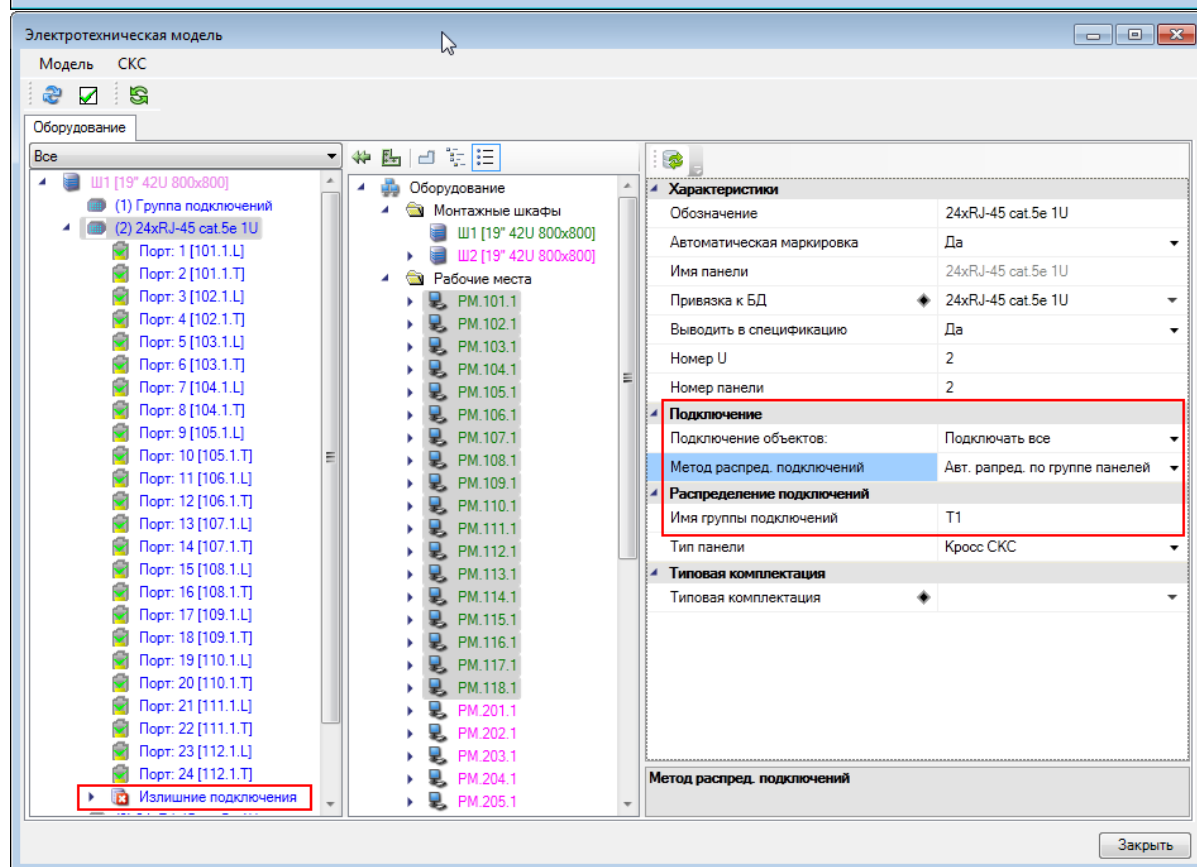 Электротехническая модель
Модель СКС
Оборудование
Все
Ш1 [19" 42U 800x800]
(1) Группа подключений
(2) 24xRJ-45 cat.5e 1U
Порт: 1 [101.1.L]
Порт: 2 [101.1.T]
Порт: 3 [102.1.L]
Порт: 4 [102.1.T]
Порт: 5 [103.1.L]
Порт: 6 [103.1.T]
Порт: 7 [104.1.L]
Порт: 8 [104.1.T]
Порт: 9 [105.1.L]
Порт: 10 [105.1.T]
Порт: 11 [106.1.L]
Порт: 12 [106.1.T]
Порт: 13 [107.1.L]
Порт: 14 [107.1.T]
Порт: 15 [108.1.L]
Порт: 16 [108.1.T]
Порт: 17 [109.1.L]
Порт: 18 [109.1.T]
Порт: 19 [110.1.L]
Порт: 20 [110.1.T]
Порт: 21 [111.1.L]
Порт: 22 [111.1.T]
Порт: 23 [112.1.L]
Порт: 24 [112.1.T]
Излишние подключения
Оборудование
Монтажные шкафы
Ш1 [19" 42U 800x800]
Ш2 [19" 42U 800x800]
Рабочие места
РМ.101.1
РМ.102.1
РМ.103.1
РМ.104.1
РМ.105.1
РМ.106.1
РМ.107.1
РМ.108.1
РМ.109.1
РМ.110.1
РМ.111.1
РМ.112.1
РМ.113.1
РМ.114.1
РМ.115.1
РМ.116.1
РМ.117.1
РМ.118.1
РМ.201.1
РМ.202.1
РМ.203.1
РМ.204.1
РМ.205.1
Характеристики
Обозначение 24xRJ-45 cat.5e 1U
Автоматическая маркировка Да
Имя панели 24xRJ-45 cat.5e 1U
Привязка к БД 24xRJ-45 cat.5e 1U
Выводить в спецификацию Да
Номер U 2
Номер панели 2
Подключение
Подключение объектов: Подключать все
Метод распред. подключений Авт. рапред. по группе панелей
Распределение подключений
Имя группы подключений Т1
Тип панели Кросс СКС
Типовая комплектация
Типовая комплектация
Метод распред. подключений
Закрыть